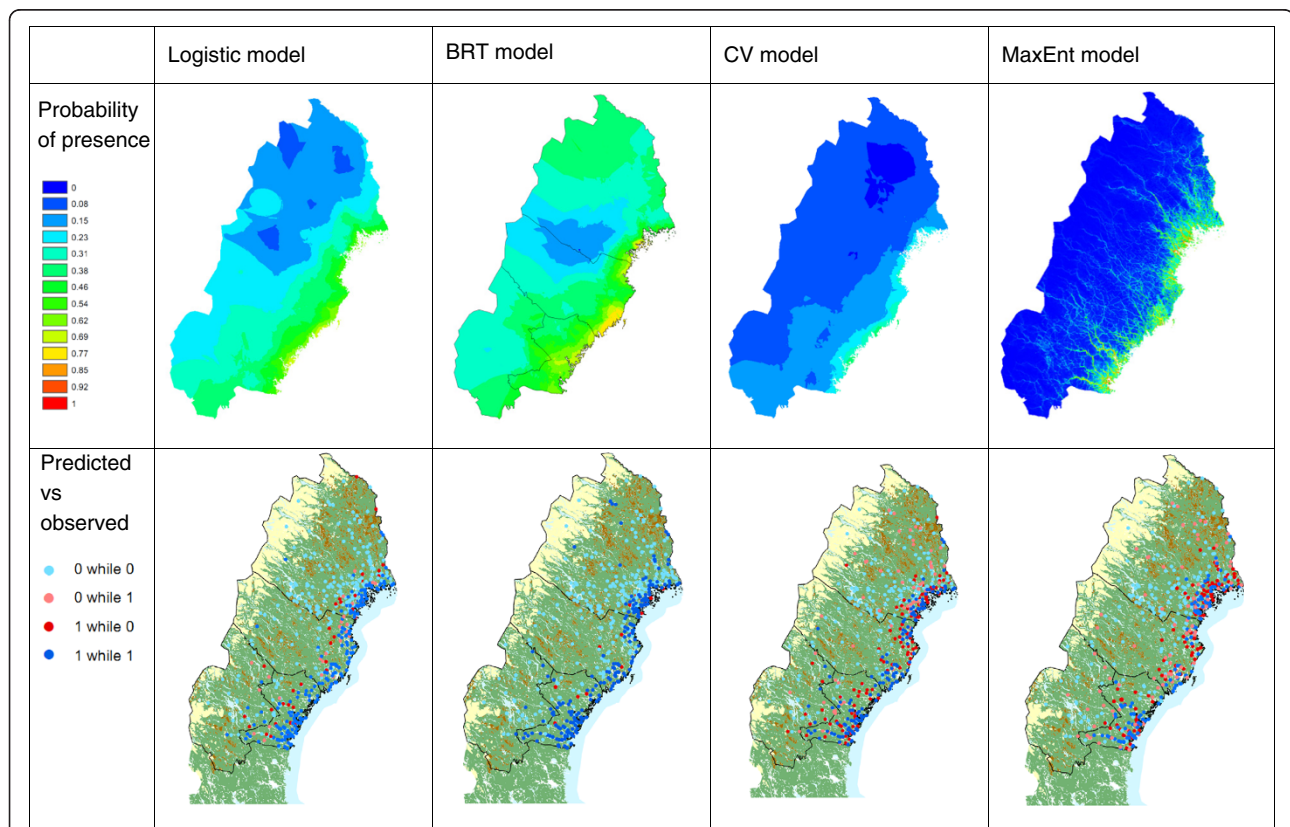 Logistic model
BRT model
CV model
MaxEnt model
Probability
of presence
0
0.08
0.15
0.23
0.31
0.38
0.46
0.54
0.62
0.69
0.77
0.85
0.92
1
Predicted
vs
observed
0 while 0
0 while 1
1 while 0
1 while 1